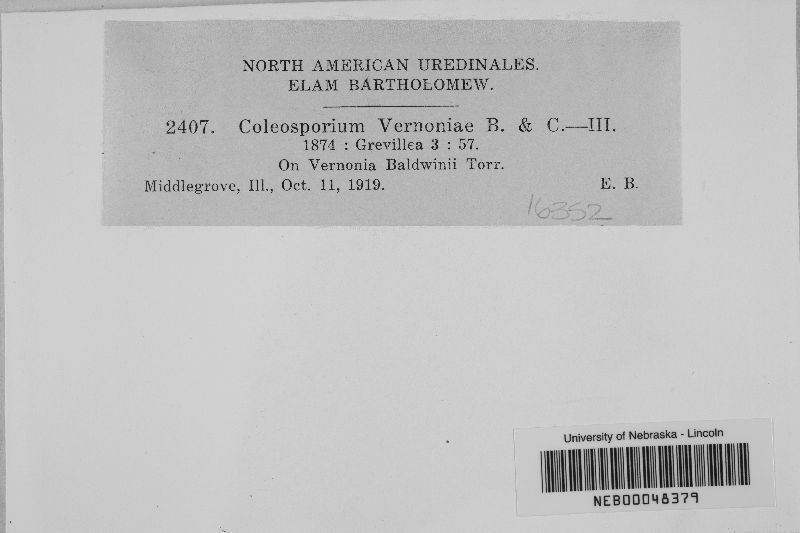 NORTH AMERICAN UREDINALES.
ELAM BARTHOLOMEW.
2407. Coleosporium Vernoniae B. & C.—III.
1874 : Grevillea 3 : 57.
On Vernonia Baldwinii Torr.
Middlegrove, Ill., Oct. 11, 1919. E. B.
16352
University of Nebraska - Lincoln
NEB00048379